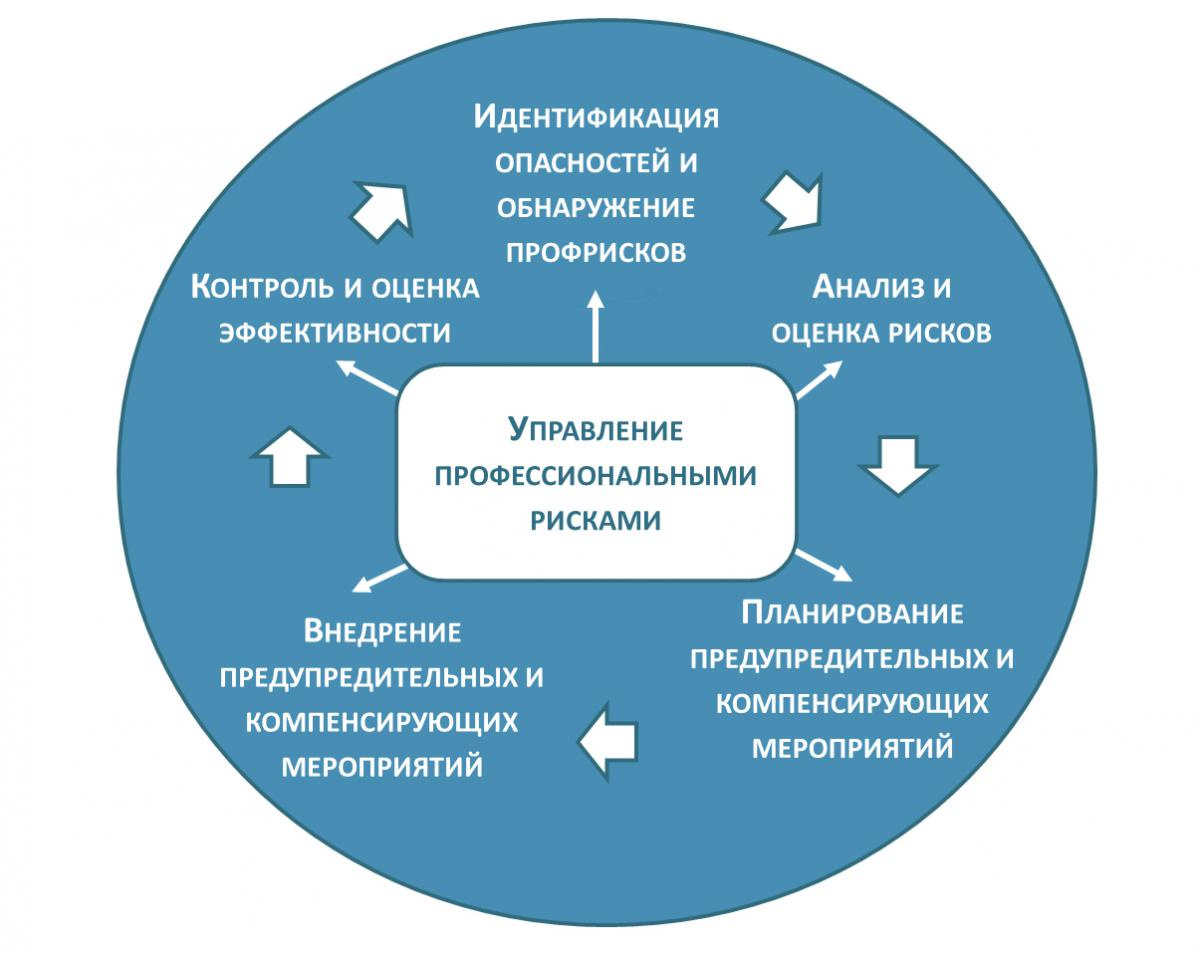 Идентификация
опасностей и
обнаружение
профрисков
Анализ и
оценка рисков
Планирование
предупредительных и
компенсирующих
мероприятий
Внедрение
предупредительных и
компенсирующих
мероприятий
Контроль и оценка
эффективности
Управление
профессиональными
рисками